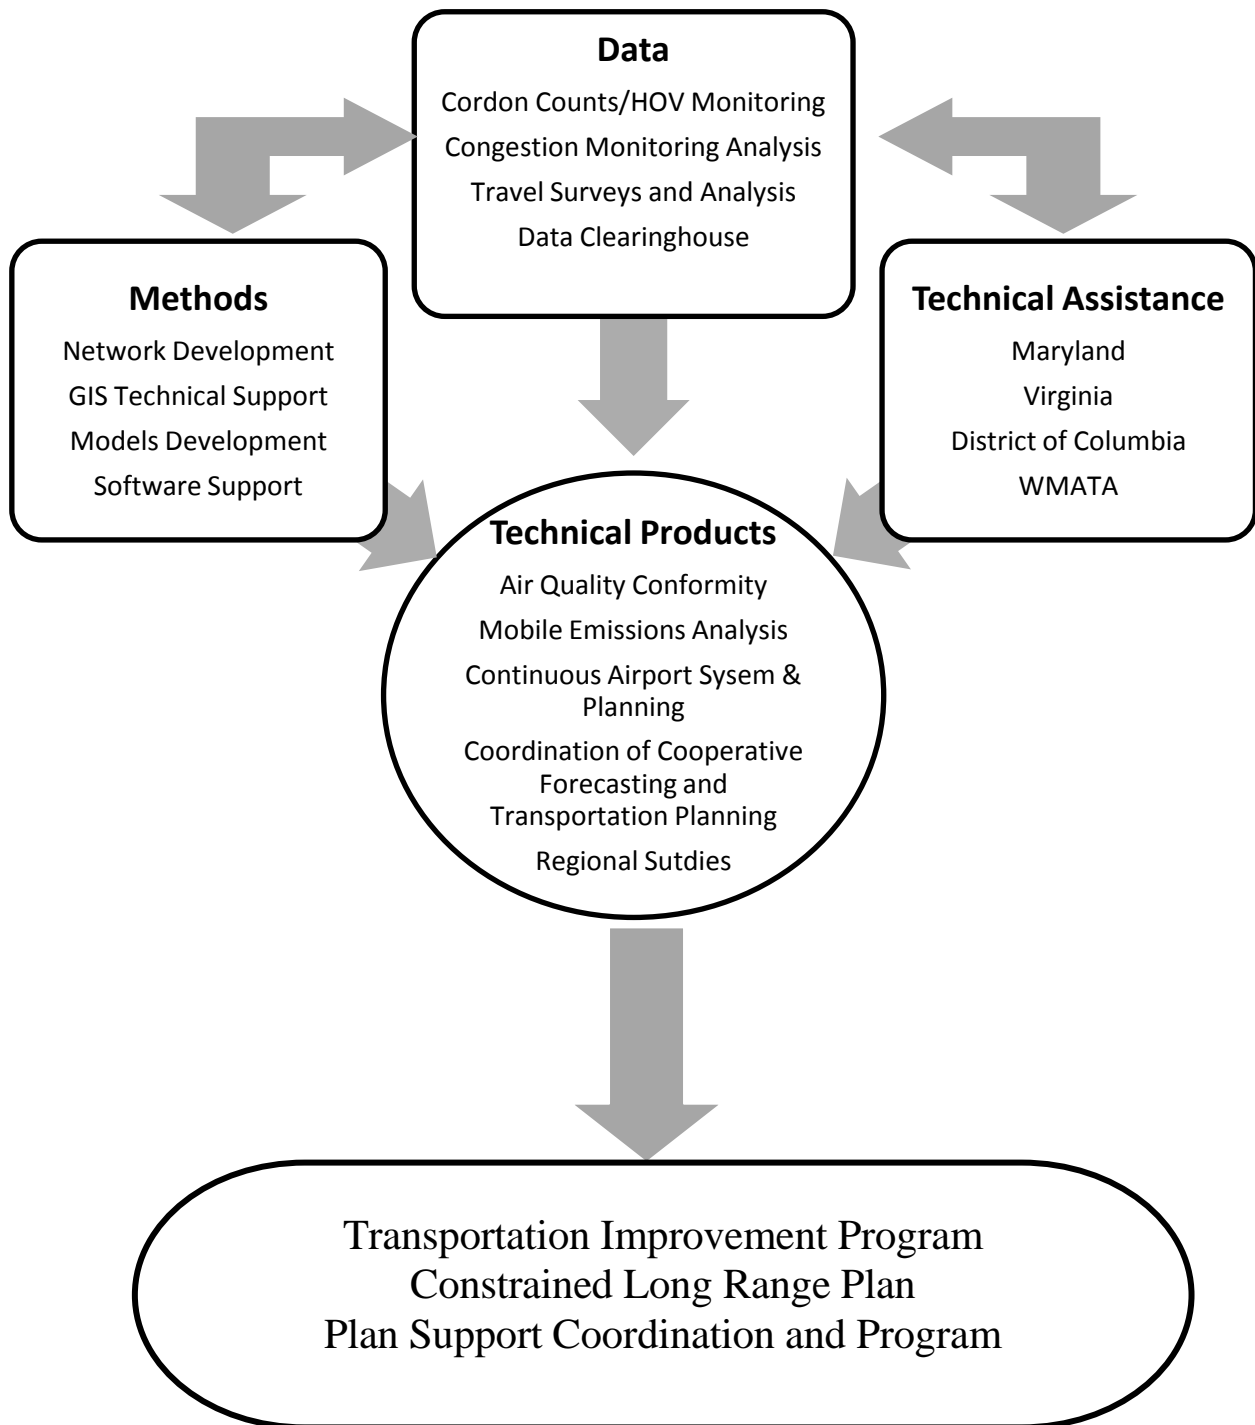 Data
Cordon Counts/HOV Monitoring
Congestion Monitoring Analysis
Travel Surveys and Analysis
Data Clearinghouse
Methods
Network Development
GIS Technical Support
Models Development
Software Support
Technical Assistance
Maryland
Virginia
District of Columbia
WMATA
Technical Products
Air Quality Conformity
Mobile Emissions Analysis
Continuous Airport Sysem &
Planning
Coordination of Cooperative
Forecasting and
Transportation Planning
Regional Sutdies
Transportation Improvement Program
Constrained Long Range Plan
Plan Support Coordination and Program